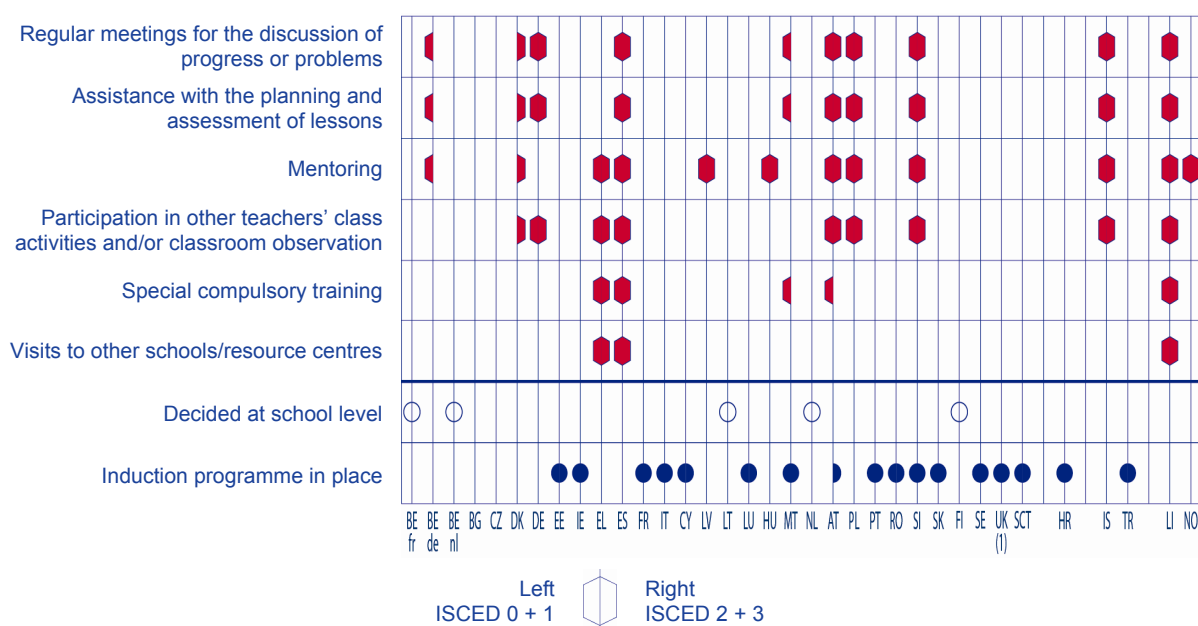 Regular meetings for the discussion of
progress or problems
Assistance with the planning and
assessment of lessons
Mentoring
Participation in other teachers’ class
activities and/or classroom observation
Special compulsory training
Visits to other schools/resource centres
Decided at school level
Induction programme in place
BE BE BE BG CZ DK DE EE IE EL ES FR IT CY LV LT LU HU MT NL AT PL PT RO SI SK FI SE UK SCT HR IS TR LI NO
fr de nl (1)
Left Right
ISCED 0 + 1 ISCED 2 + 3